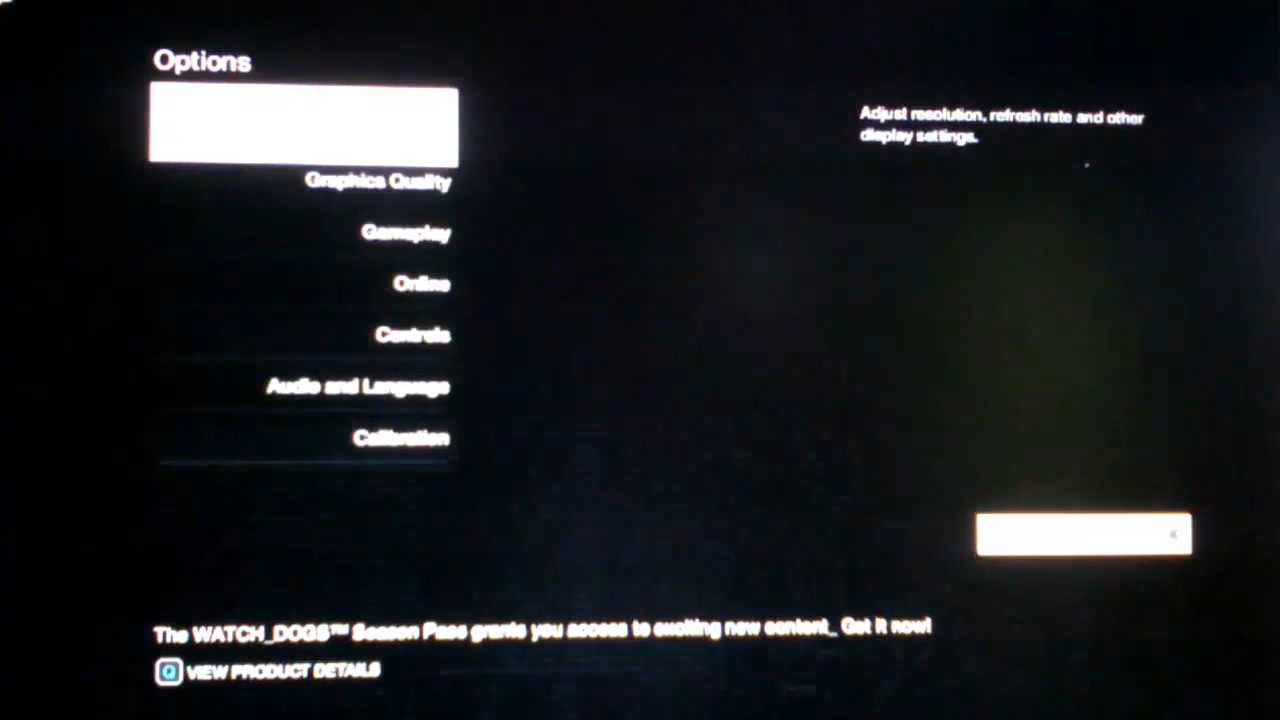 Options
Adjust resolution, refresh rate and other
display settings.
Graphics Quality
Gameplay
Online
Controls
Audio and Language
Calibration
The WATCH_DOGS™ Season Pass grants you access to exciting new content_ Get it now!
Q VIEW PRODUCT DETAILS